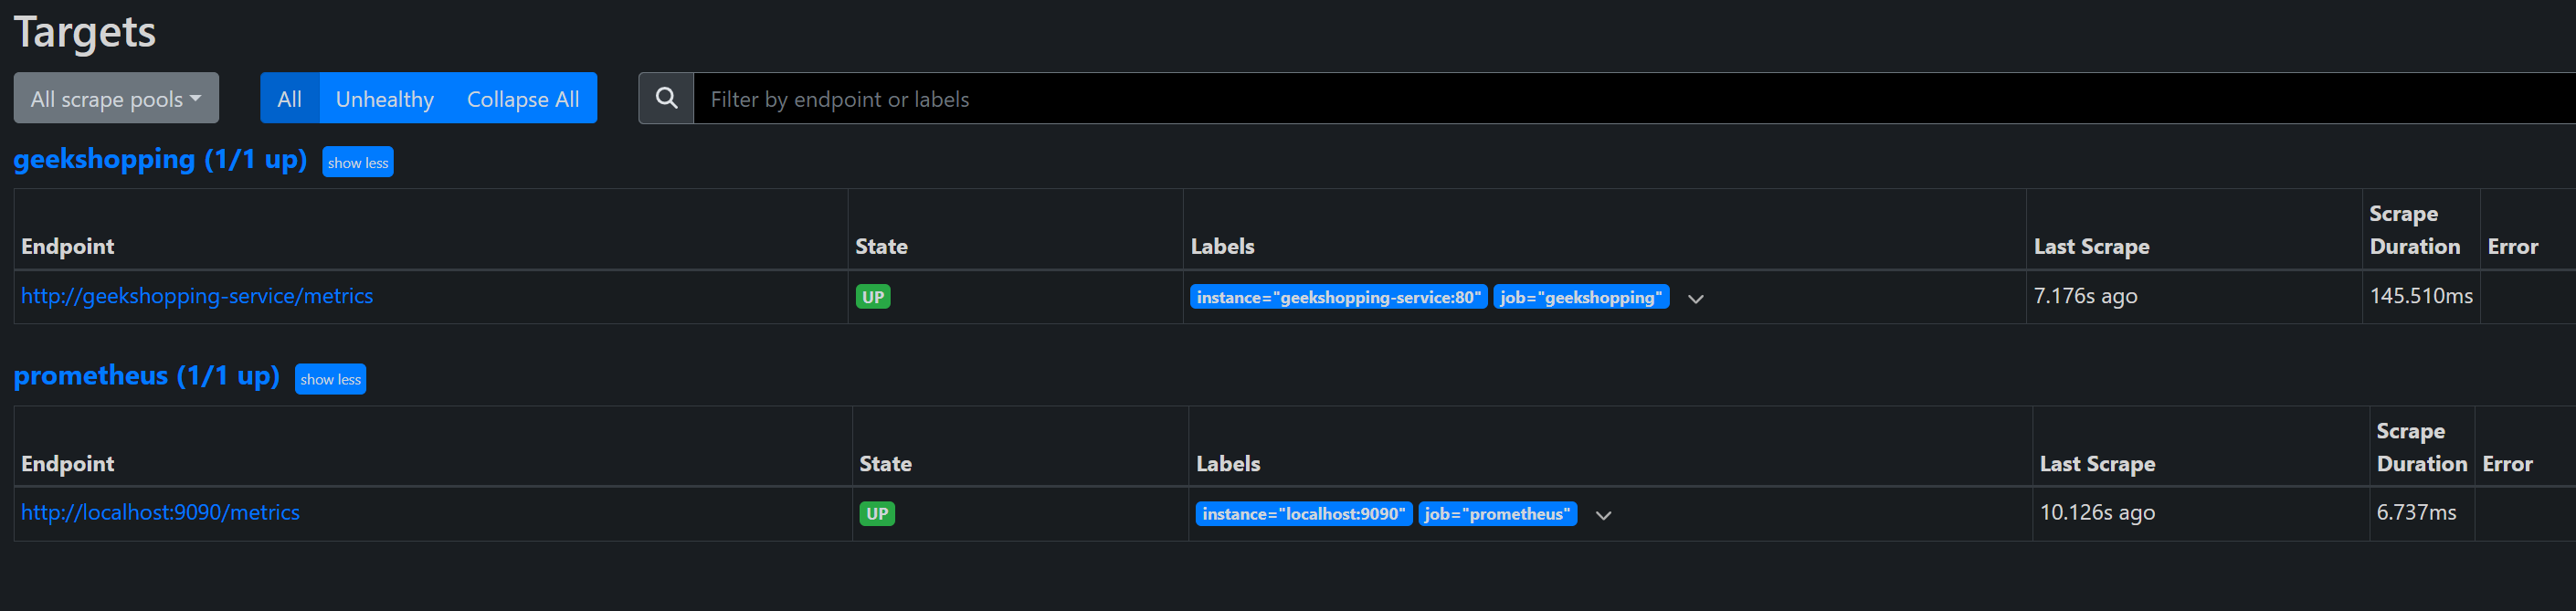 Targets
All scrape pools All Unhealthy Collapse All Filter by endpoint or labels
geekshopping (1/1 up) show less
Endpoint State Labels Last Scrape Scrape Duration Error
http://geekshopping-service/metrics UP instance="geekshopping-service:80" job="geekshopping" 7.176s ago 145.510ms
prometheus (1/1 up) show less
Endpoint State Labels Last Scrape Scrape Duration Error
http://localhost:9090/metrics UP instance="localhost:9090" job="prometheus" 10.126s ago 6.737ms